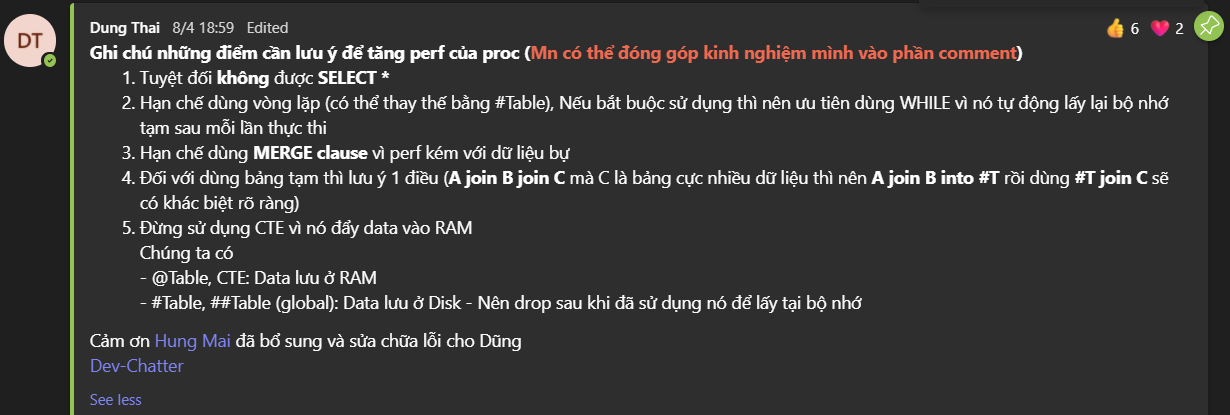 DT
Dung Thai 8/4 18:59 Edited
👍 6 💗 2
Ghi chú những điểm cần lưu ý để tăng perf của proc (Mn có thể đóng góp kinh nghiệm mình vào phần comment)
1. Tuyệt đối không được SELECT *
2. Hạn chế dùng vòng lặp (có thể thay thế bằng #Table), Nếu bắt buộc sử dụng thì nên ưu tiên dùng WHILE vì nó tự động lấy lại bộ nhớ
tạm sau mỗi lần thực thi
3. Hạn chế dùng MERGE clause vì perf kém với dữ liệu bự
4. Đối với dùng bảng tạm thì lưu ý 1 điều (A join B join C mà C là bảng cực nhiều dữ liệu thì nên A join B into #T rồi dùng #T join C sẽ
có khác biệt rõ ràng)
5. Đừng sử dụng CTE vì nó đẩy data vào RAM
Chúng ta có
- @Table, CTE: Data lưu ở RAM
- #Table, ##Table (global): Data lưu ở Disk - Nên drop sau khi đã sử dụng nó để lấy tại bộ nhớ
Cảm ơn Hung Mai đã bổ sung và sửa chữa lỗi cho Dũng
Dev-Chatter
See less